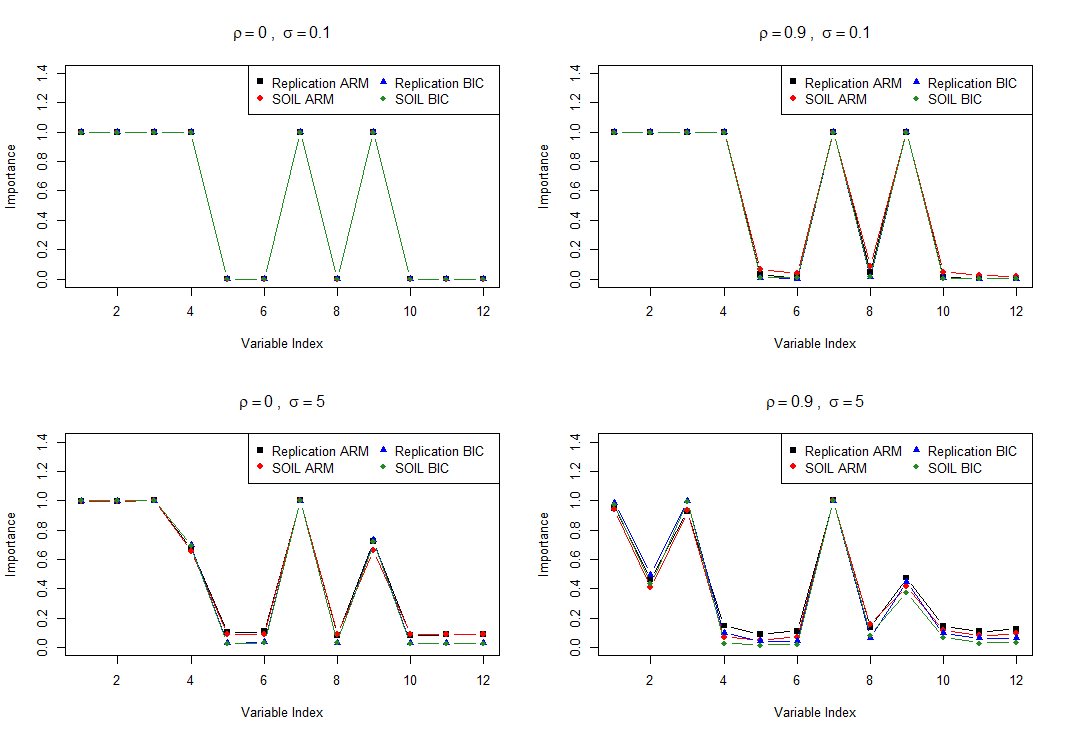 ρ = 0 , σ = 0.1
Replication ARM
Replication BIC
SOIL ARM
SOIL BIC
Importance
0.0 0.2 0.4 0.6 0.8 1.0 1.2 1.4
2 4 6 8 10 12
Variable Index
ρ = 0.9 , σ = 0.1
Replication ARM
Replication BIC
SOIL ARM
SOIL BIC
Importance
0.0 0.2 0.4 0.6 0.8 1.0 1.2 1.4
2 4 6 8 10 12
Variable Index
ρ = 0 , σ = 5
Replication ARM
Replication BIC
SOIL ARM
SOIL BIC
Importance
0.0 0.2 0.4 0.6 0.8 1.0 1.2 1.4
2 4 6 8 10 12
Variable Index
ρ = 0.9 , σ = 5
Replication ARM
Replication BIC
SOIL ARM
SOIL BIC
Importance
0.0 0.2 0.4 0.6 0.8 1.0 1.2 1.4
2 4 6 8 10 12
Variable Index